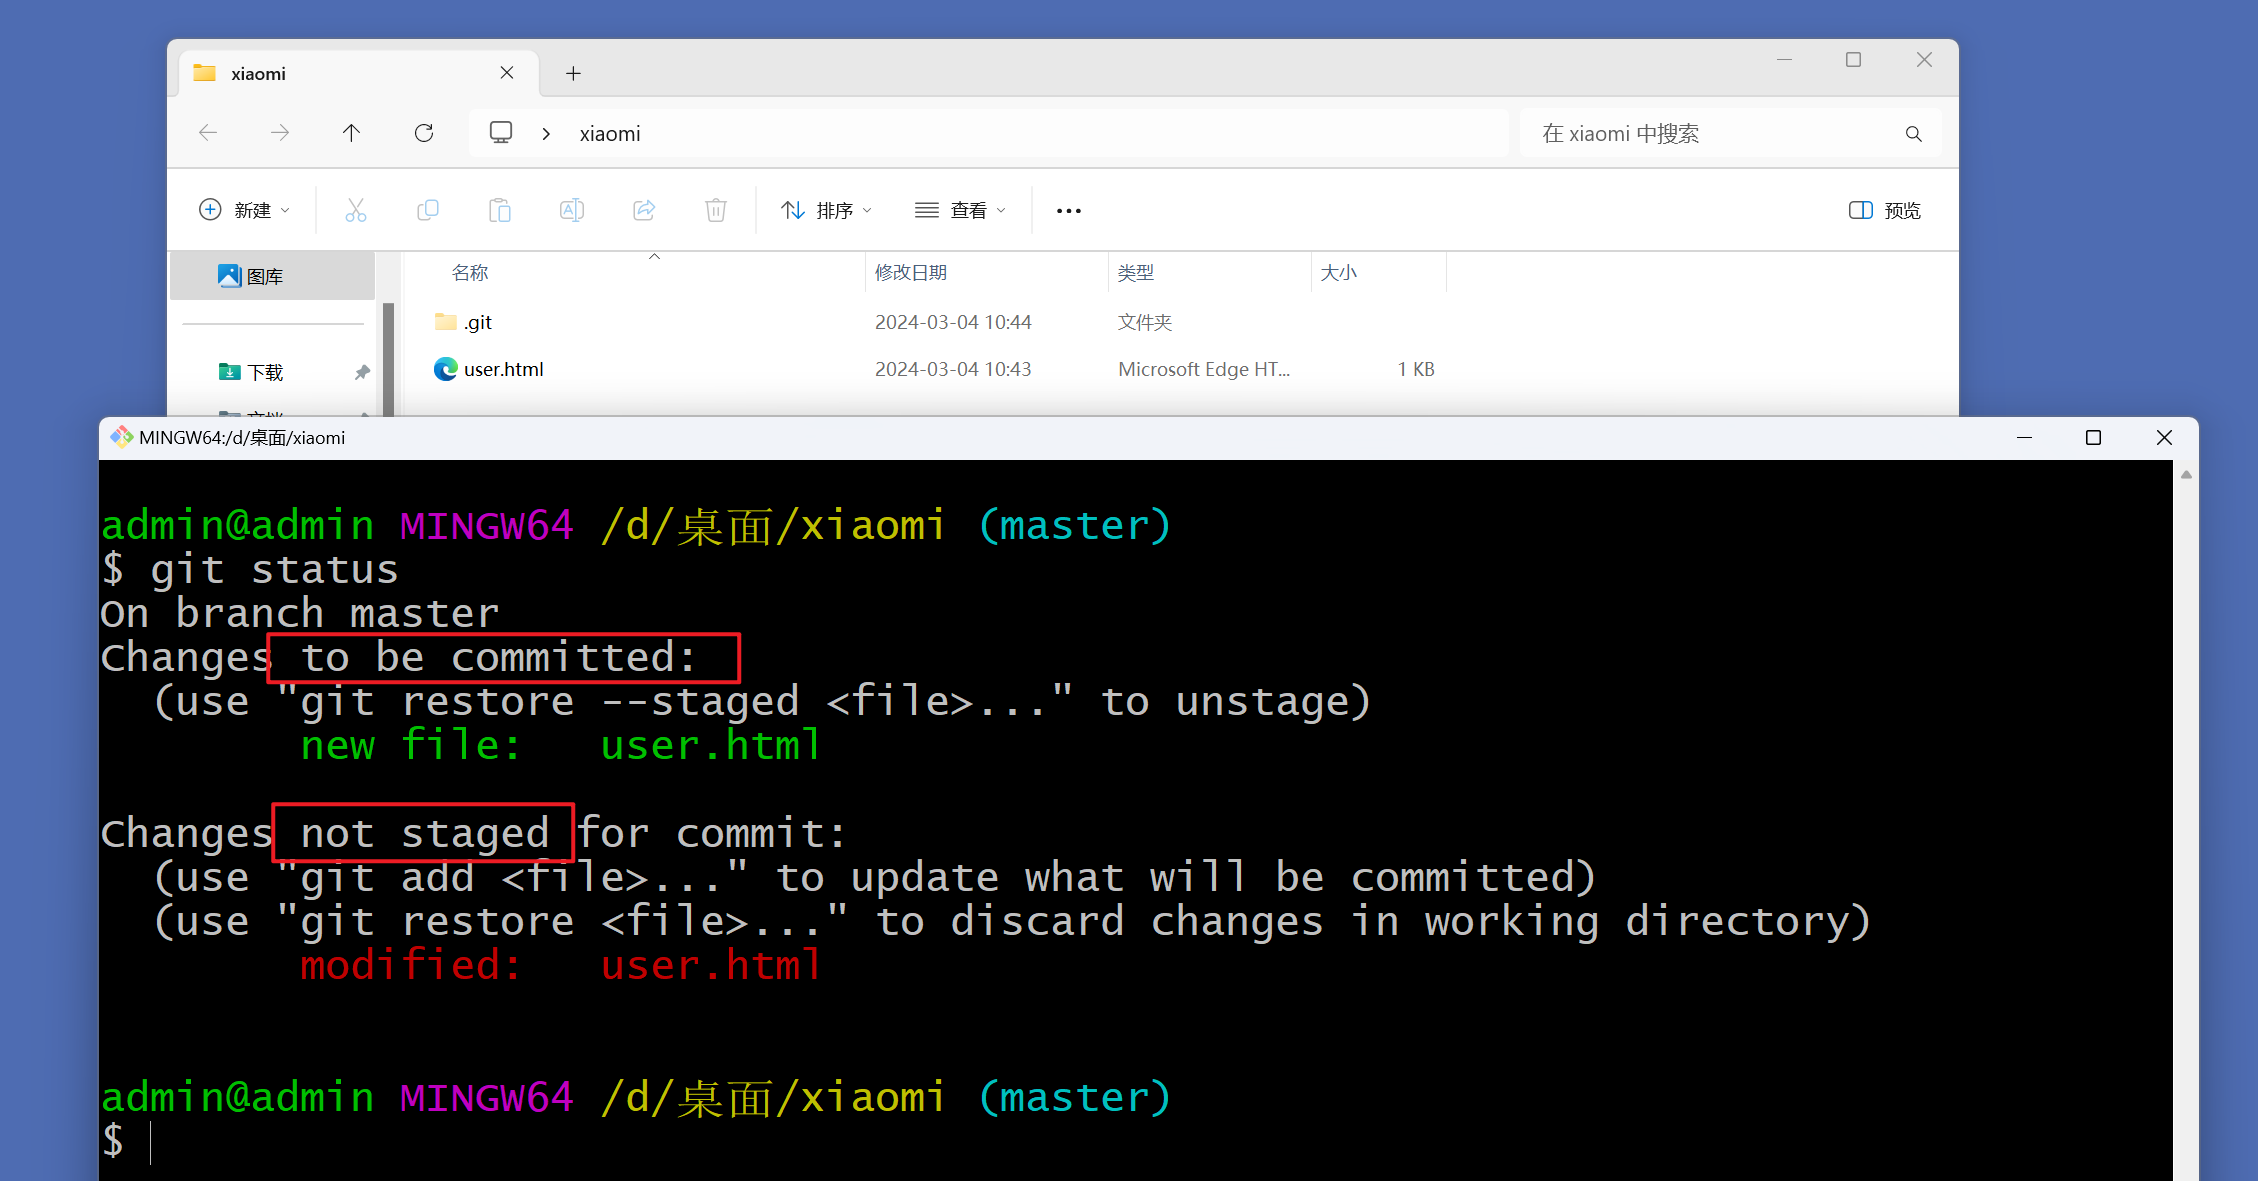 xiaomi
xiaomi
在 xiaomi 中搜索
新建
排序
查看
预览
图库
名称
修改日期
类型
大小
.git
2024-03-04 10:44
文件夹
下载
user.html
2024-03-04 10:43
Microsoft Edge HT...
1 KB
MINGW64:/d/桌面/xiaomi
admin@admin MINGW64 /d/桌面/xiaomi (master)
$ git status
On branch master
Changes to be committed:
(use "git restore --staged <file>..." to unstage)
new file: user.html
Changes not staged for commit:
(use "git add <file>..." to update what will be committed)
(use "git restore <file>..." to discard changes in working directory)
modified: user.html
admin@admin MINGW64 /d/桌面/xiaomi (master)
$